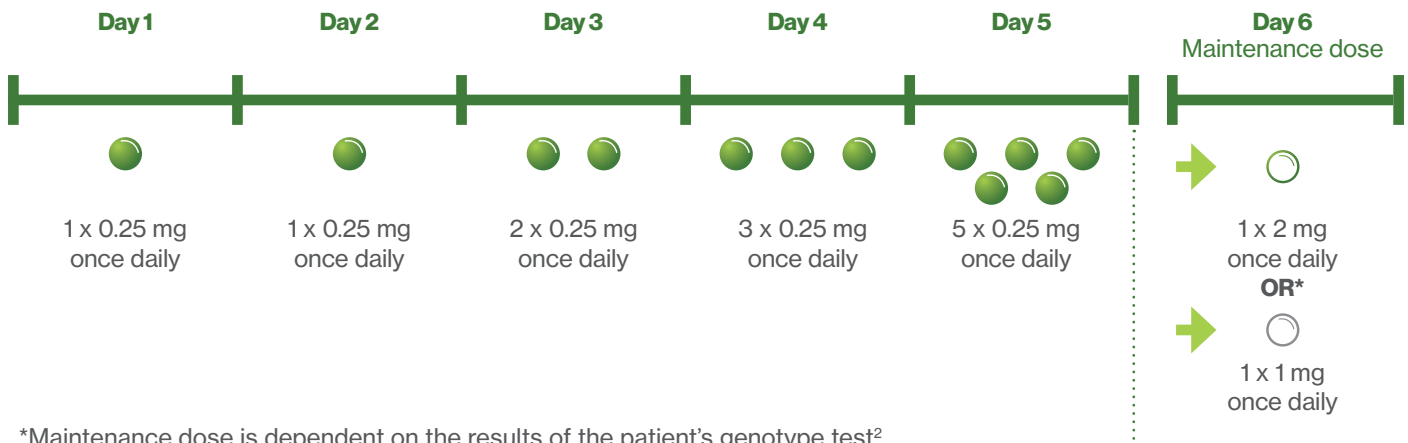 Day 1
Day 2
Day 3
Day 4
Day 5
Day 6
Maintenance dose
1 x 0.25 mg
once daily
1 x 0.25 mg
once daily
2 x 0.25 mg
once daily
3 x 0.25 mg
once daily
5 x 0.25 mg
once daily
1 x 2 mg
once daily
OR*
1 x 1 mg
once daily
*Maintenance dose is dependent on the results of the patient's genotype test²